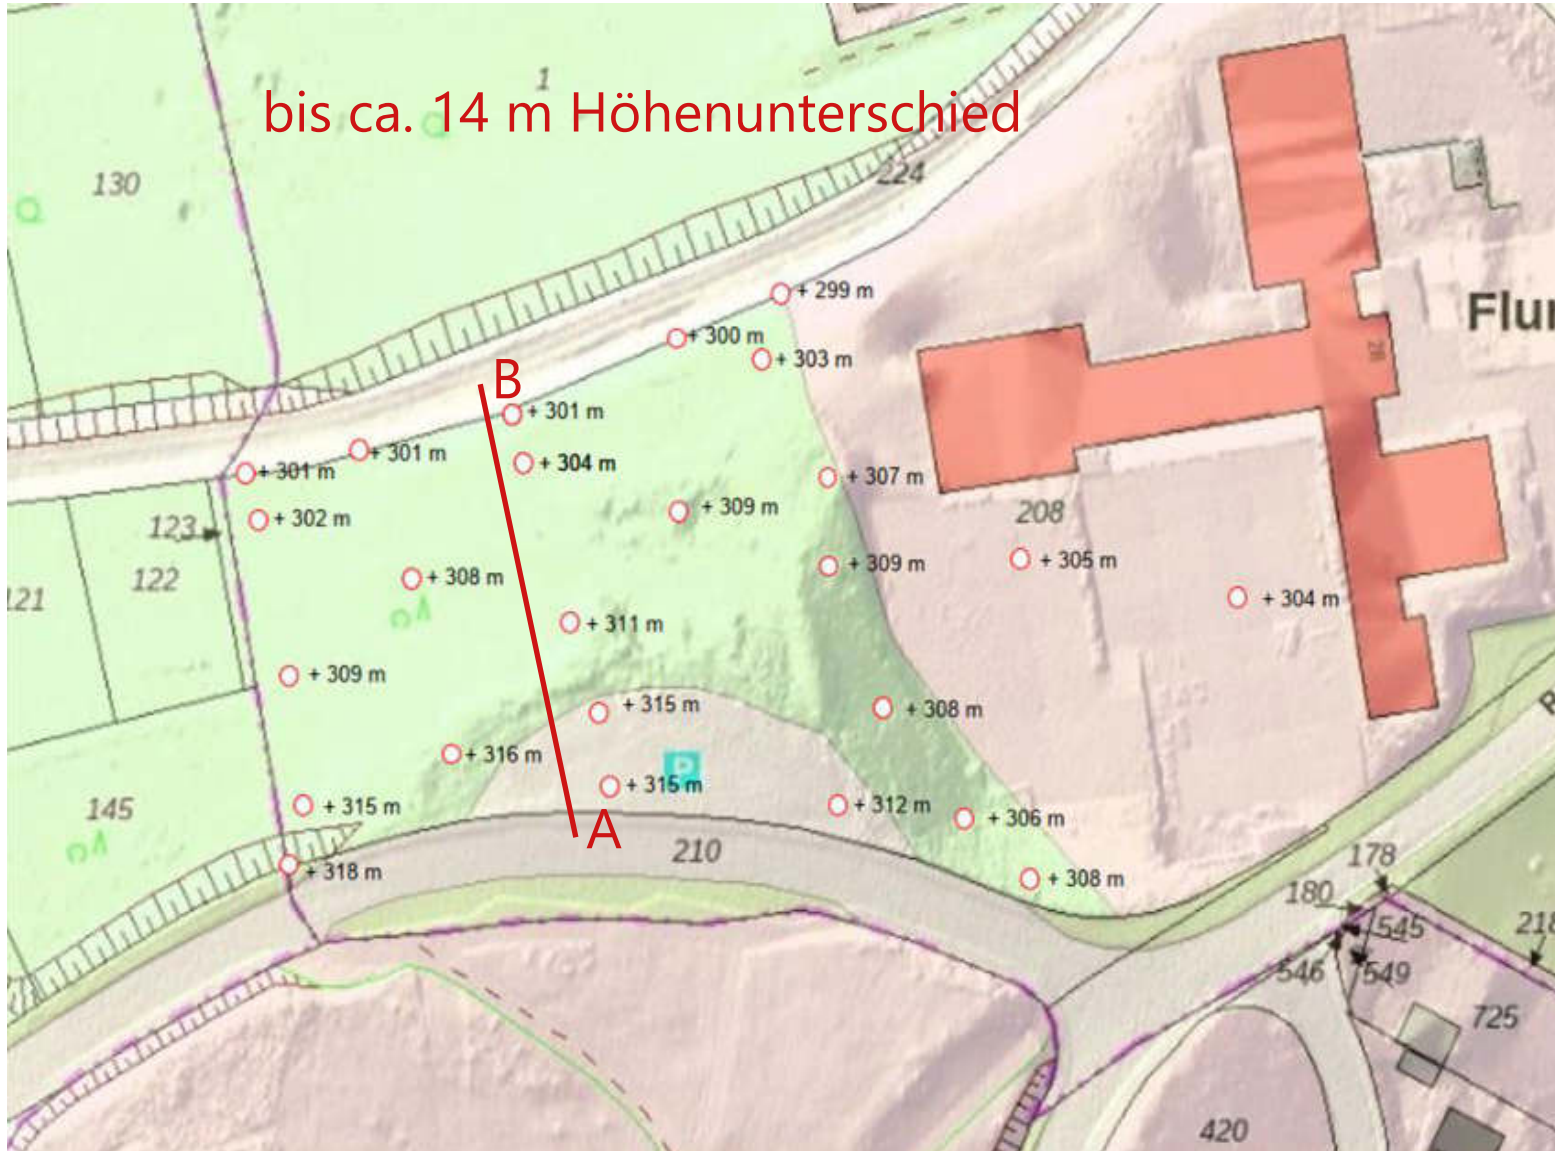 1
bis ca. 14 m Höhenunterschied
130
224
+ 299 m
Flur
+ 300 m
+ 303 m
28
B
+ 301 m
+ 301 m
+ 301 m
+ 304 m
+ 307 m
+ 309 m
208
+ 302 m
123
122
121
+ 308 m
+ 309 m
+ 305 m
+ 304 m
+ 311 m
+ 309 m
+ 315 m
+ 308 m
+ 316 m
P
+ 315 m
145
+ 315 m
+ 312 m
+ 306 m
A
210
+ 318 m
+ 308 m
178
180
545
218
546
549
725
420